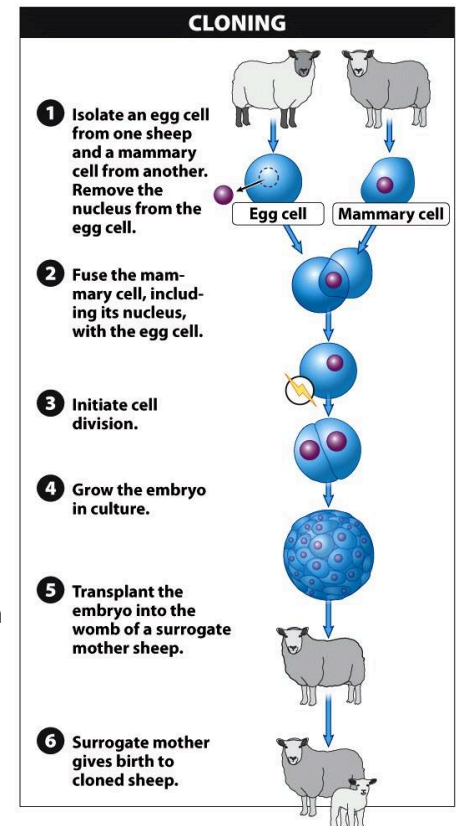 CLONING
1 Isolate an egg cell
from one sheep
and a mammary
cell from another.
Remove the
nucleus from the
egg cell.
Egg cell
Mammary cell
2 Fuse the mam-
mary cell, includ-
ing its nucleus,
with the egg cell.
3 Initiate cell
division.
4 Grow the embryo
in culture.
5 Transplant the
embryo into the
womb of a surrogate
mother sheep.
6 Surrogate mother
gives birth to
cloned sheep.